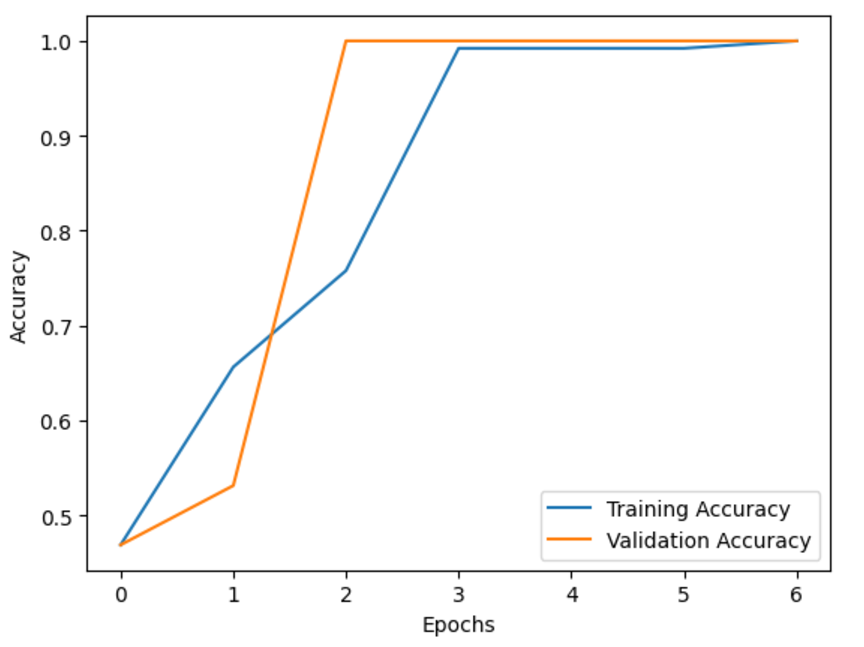 1.0
0.9
0.8
0.7
0.6
0.5
Accuracy
Training Accuracy
Validation Accuracy
0 1 2 3 4 5 6
Epochs